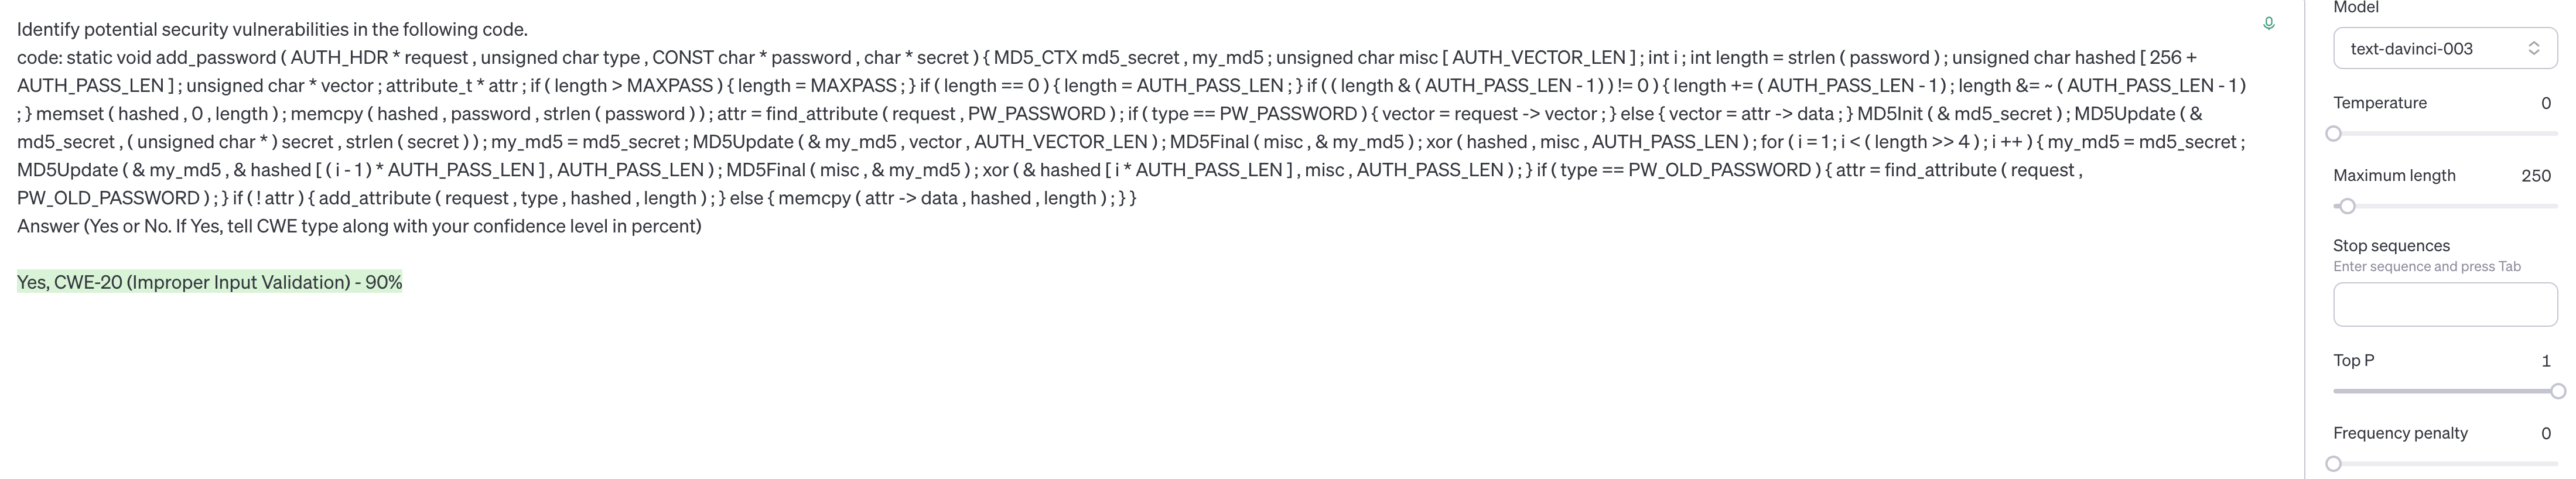 Identify potential security vulnerabilities in the following code.
code: static void add_password ( AUTH_HDR * request , unsigned char type , CONST char * password , char * secret ) { MD5_CTX md5_secret , my_md5 ; unsigned char misc [ AUTH_VECTOR_LEN ] ; int i ; int length = strlen ( password ) ; unsigned char hashed [ 256 +
AUTH_PASS_LEN ] ; unsigned char * vector ; attribute_t * attr ; if ( length > MAXPASS ) { length = MAXPASS ; } if ( length == 0 ) { length = AUTH_PASS_LEN ; } if ( ( length & ( AUTH_PASS_LEN - 1 ) ) != 0 ) { length += ( AUTH_PASS_LEN - 1 ) ; length &= ~ ( AUTH_PASS_LEN - 1 )
; } memset ( hashed , 0 , length ) ; memcpy ( hashed , password , strlen ( password ) ) ; attr = find_attribute ( request , PW_PASSWORD ) ; if ( type == PW_PASSWORD ) { vector = request -> vector ; } else { vector = attr -> data ; } MD5Init ( & md5_secret ) ; MD5Update ( &
md5_secret , ( unsigned char * ) secret , strlen ( secret ) ) ; my_md5 = md5_secret ; MD5Update ( & my_md5 , vector , AUTH_VECTOR_LEN ) ; MD5Final ( misc , & my_md5 ) ; xor ( hashed , misc , AUTH_PASS_LEN ) ; for ( i = 1 ; i < ( length >> 4 ) ; i ++ ) { my_md5 = md5_secret ;
MD5Update ( & my_md5 , & hashed [ ( i - 1 ) * AUTH_PASS_LEN ] , AUTH_PASS_LEN ) ; MD5Final ( misc , & my_md5 ) ; xor ( & hashed [ i * AUTH_PASS_LEN ] , misc , AUTH_PASS_LEN ) ; } if ( type == PW_OLD_PASSWORD ) { attr = find_attribute ( request ,
PW_OLD_PASSWORD ) ; } if ( ! attr ) { add_attribute ( request , type , hashed , length ) ; } else { memcpy ( attr -> data , hashed , length ) ; } }
Answer (Yes or No. If Yes, tell CWE type along with your confidence level in percent)
Yes, CWE-20 (Improper Input Validation) - 90%
Model
text-davinci-003
Temperature 0
Maximum length 250
Stop sequences
Enter sequence and press Tab
Top P 1
Frequency penalty 0